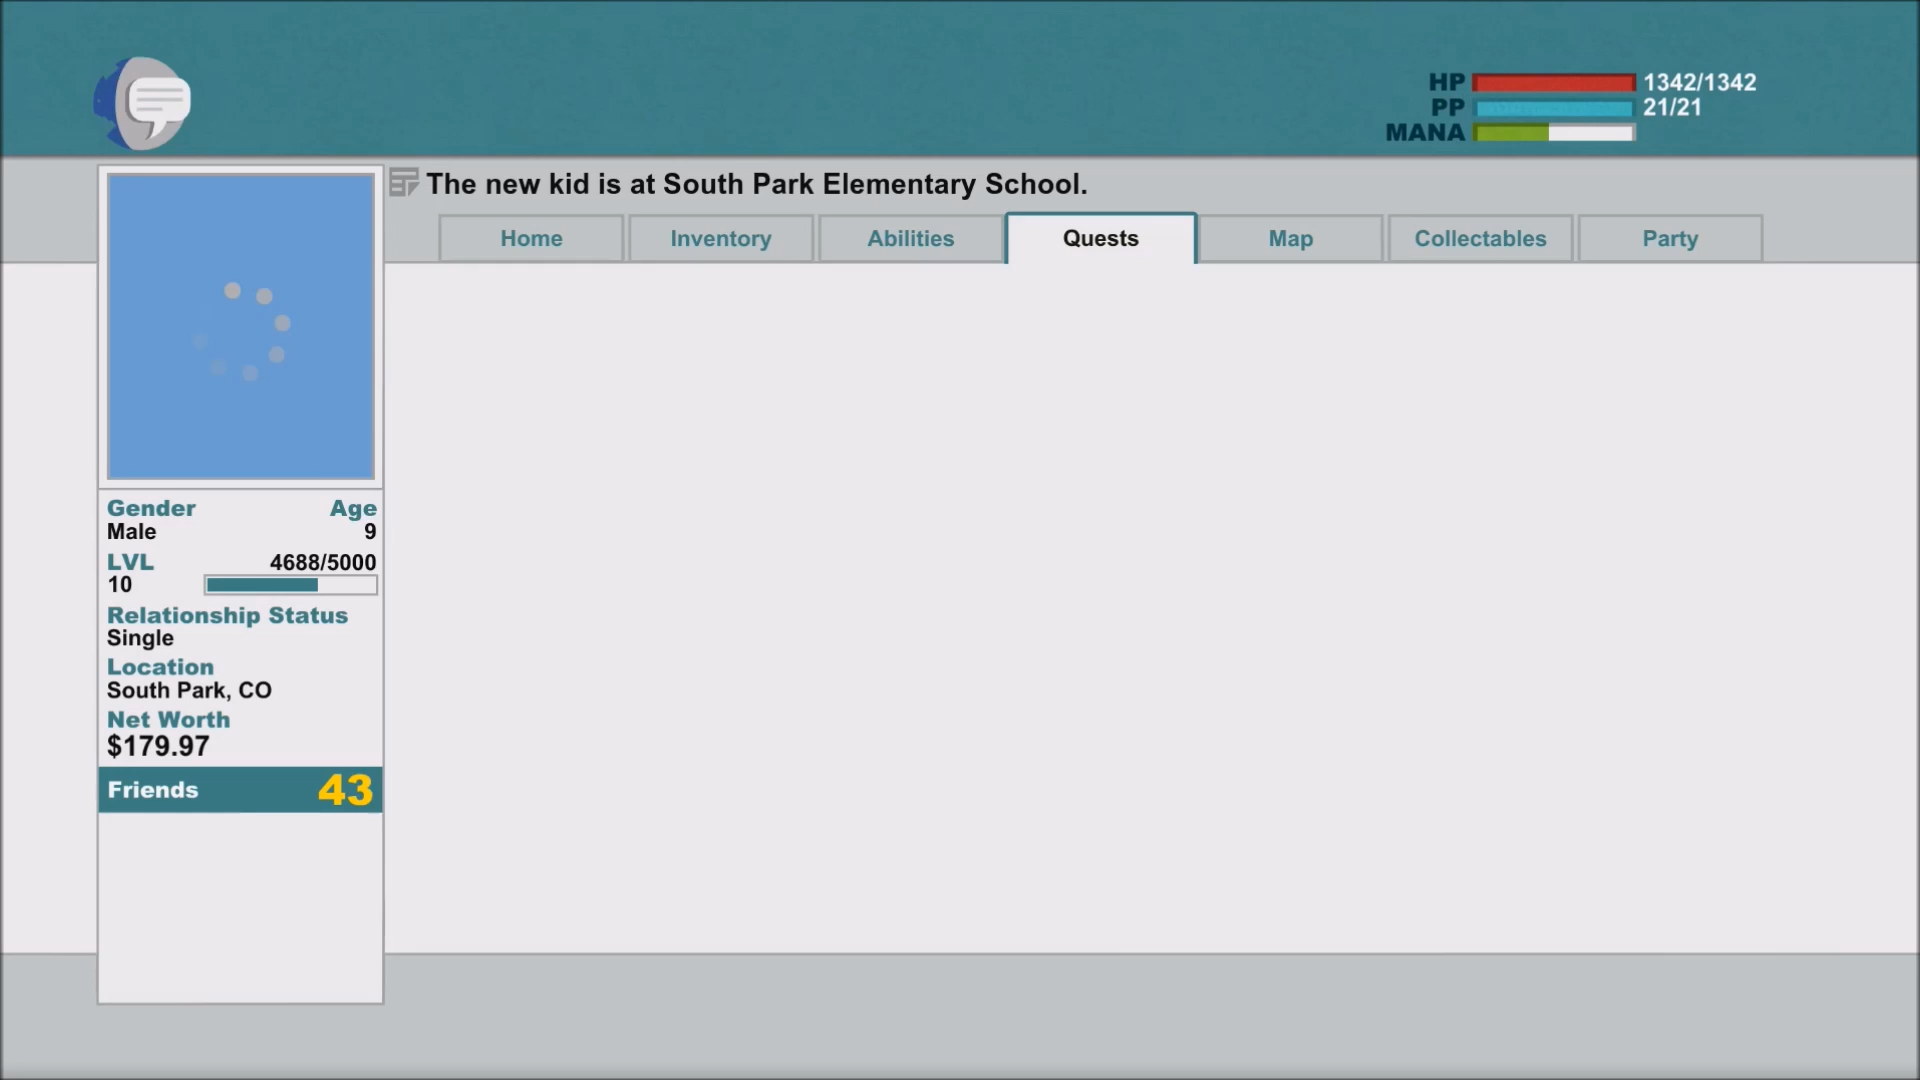 HP 1342/1342
PP 21/21
MANA
The new kid is at South Park Elementary School.
Home Inventory Abilities Quests Map Collectables Party
Gender Age
Male 9
LVL 4688/5000
10
Relationship Status
Single
Location
South Park, CO
Net Worth
$179.97
Friends 43